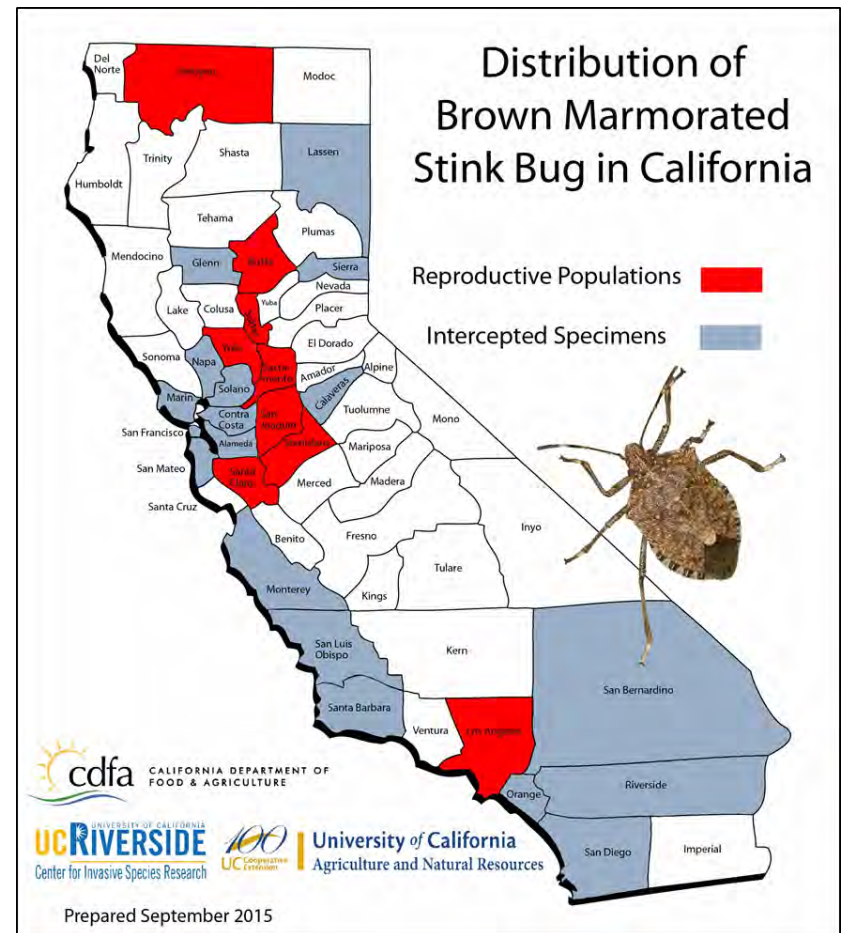 Distribution of
Brown Marmorated
Stink Bug in California
Reproductive Populations
Intercepted Specimens
Del
Norte
Siskiyou
Modoc
Humboldt
Trinity
Shasta
Lassen
Tehama
Plumas
Mendocino
Glenn
Butte
Sierra
Nevada
Lake
Colusa
Sutter
Yuba
Placer
Sonoma
Napa
Yolo
El Dorado
Sacra-
mento
Amador
Alpine
Solano
Marin
Calaveras
Contra
Costa
San
Joaquin
Tuolumne
Mono
San Francisco
Alameda
Stanislaus
Mariposa
San Mateo
Santa
Clara
Merced
Madera
Santa Cruz
Benito
Fresno
Inyo
Tulare
Monterey
Kings
San Luis
Obispo
Kern
San Bernardino
Santa Barbara
Ventura
Los Angeles
Orange
Riverside
San Diego
Imperial
cdfa
CALIFORNIA DEPARTMENT OF
FOOD & AGRICULTURE
UNIVERSITY OF CALIFORNIA
UCRIVERSIDE
Center for Invasive Species Research
100
UC Cooperative
Extension
University of California
Agriculture and Natural Resources
Prepared September 2015